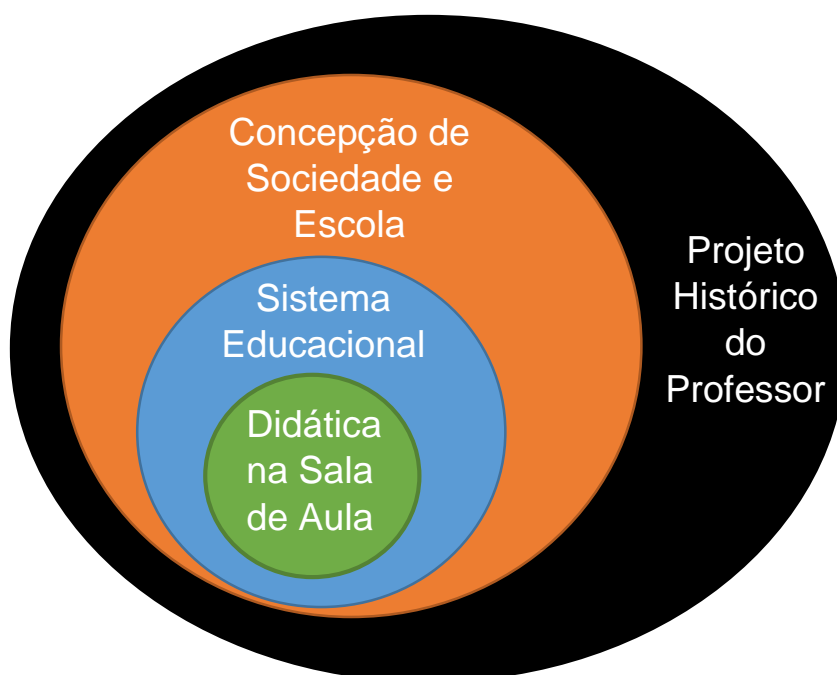 Concepção de
Sociedade e
Escola
Projeto
Histórico
do
Professor
Sistema
Educacional
Didática
na Sala
de Aula